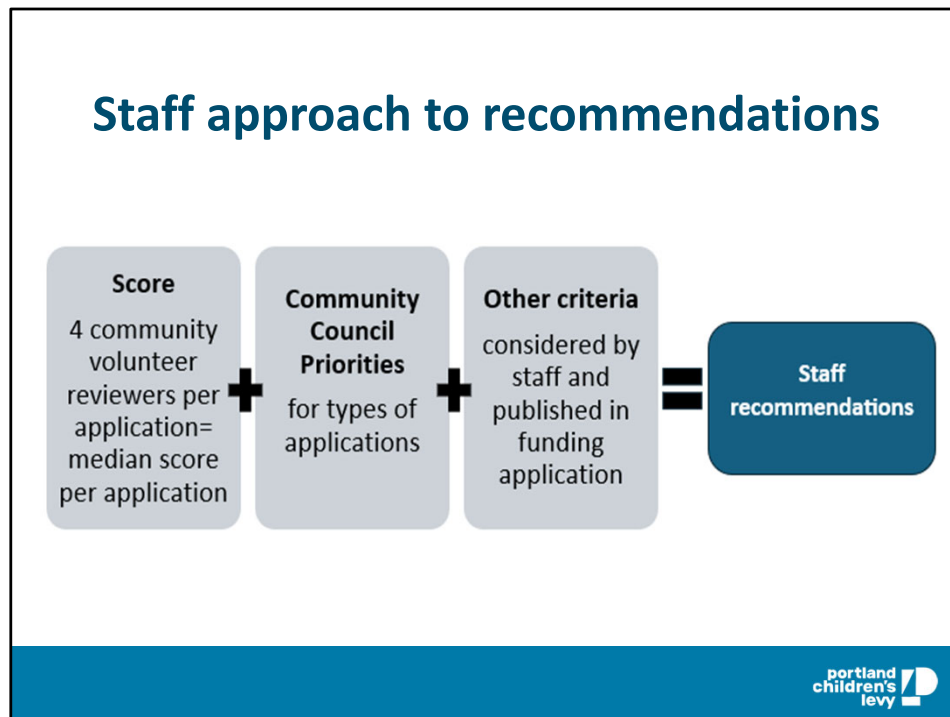 Staff approach to recommendations
Score
4 community
volunteer
reviewers per
application=
median score
per application
Community
Council
Priorities
for types of
applications
Other criteria
considered by
staff and
published in
funding
application
Staff
recommendations
portland
children's
levy